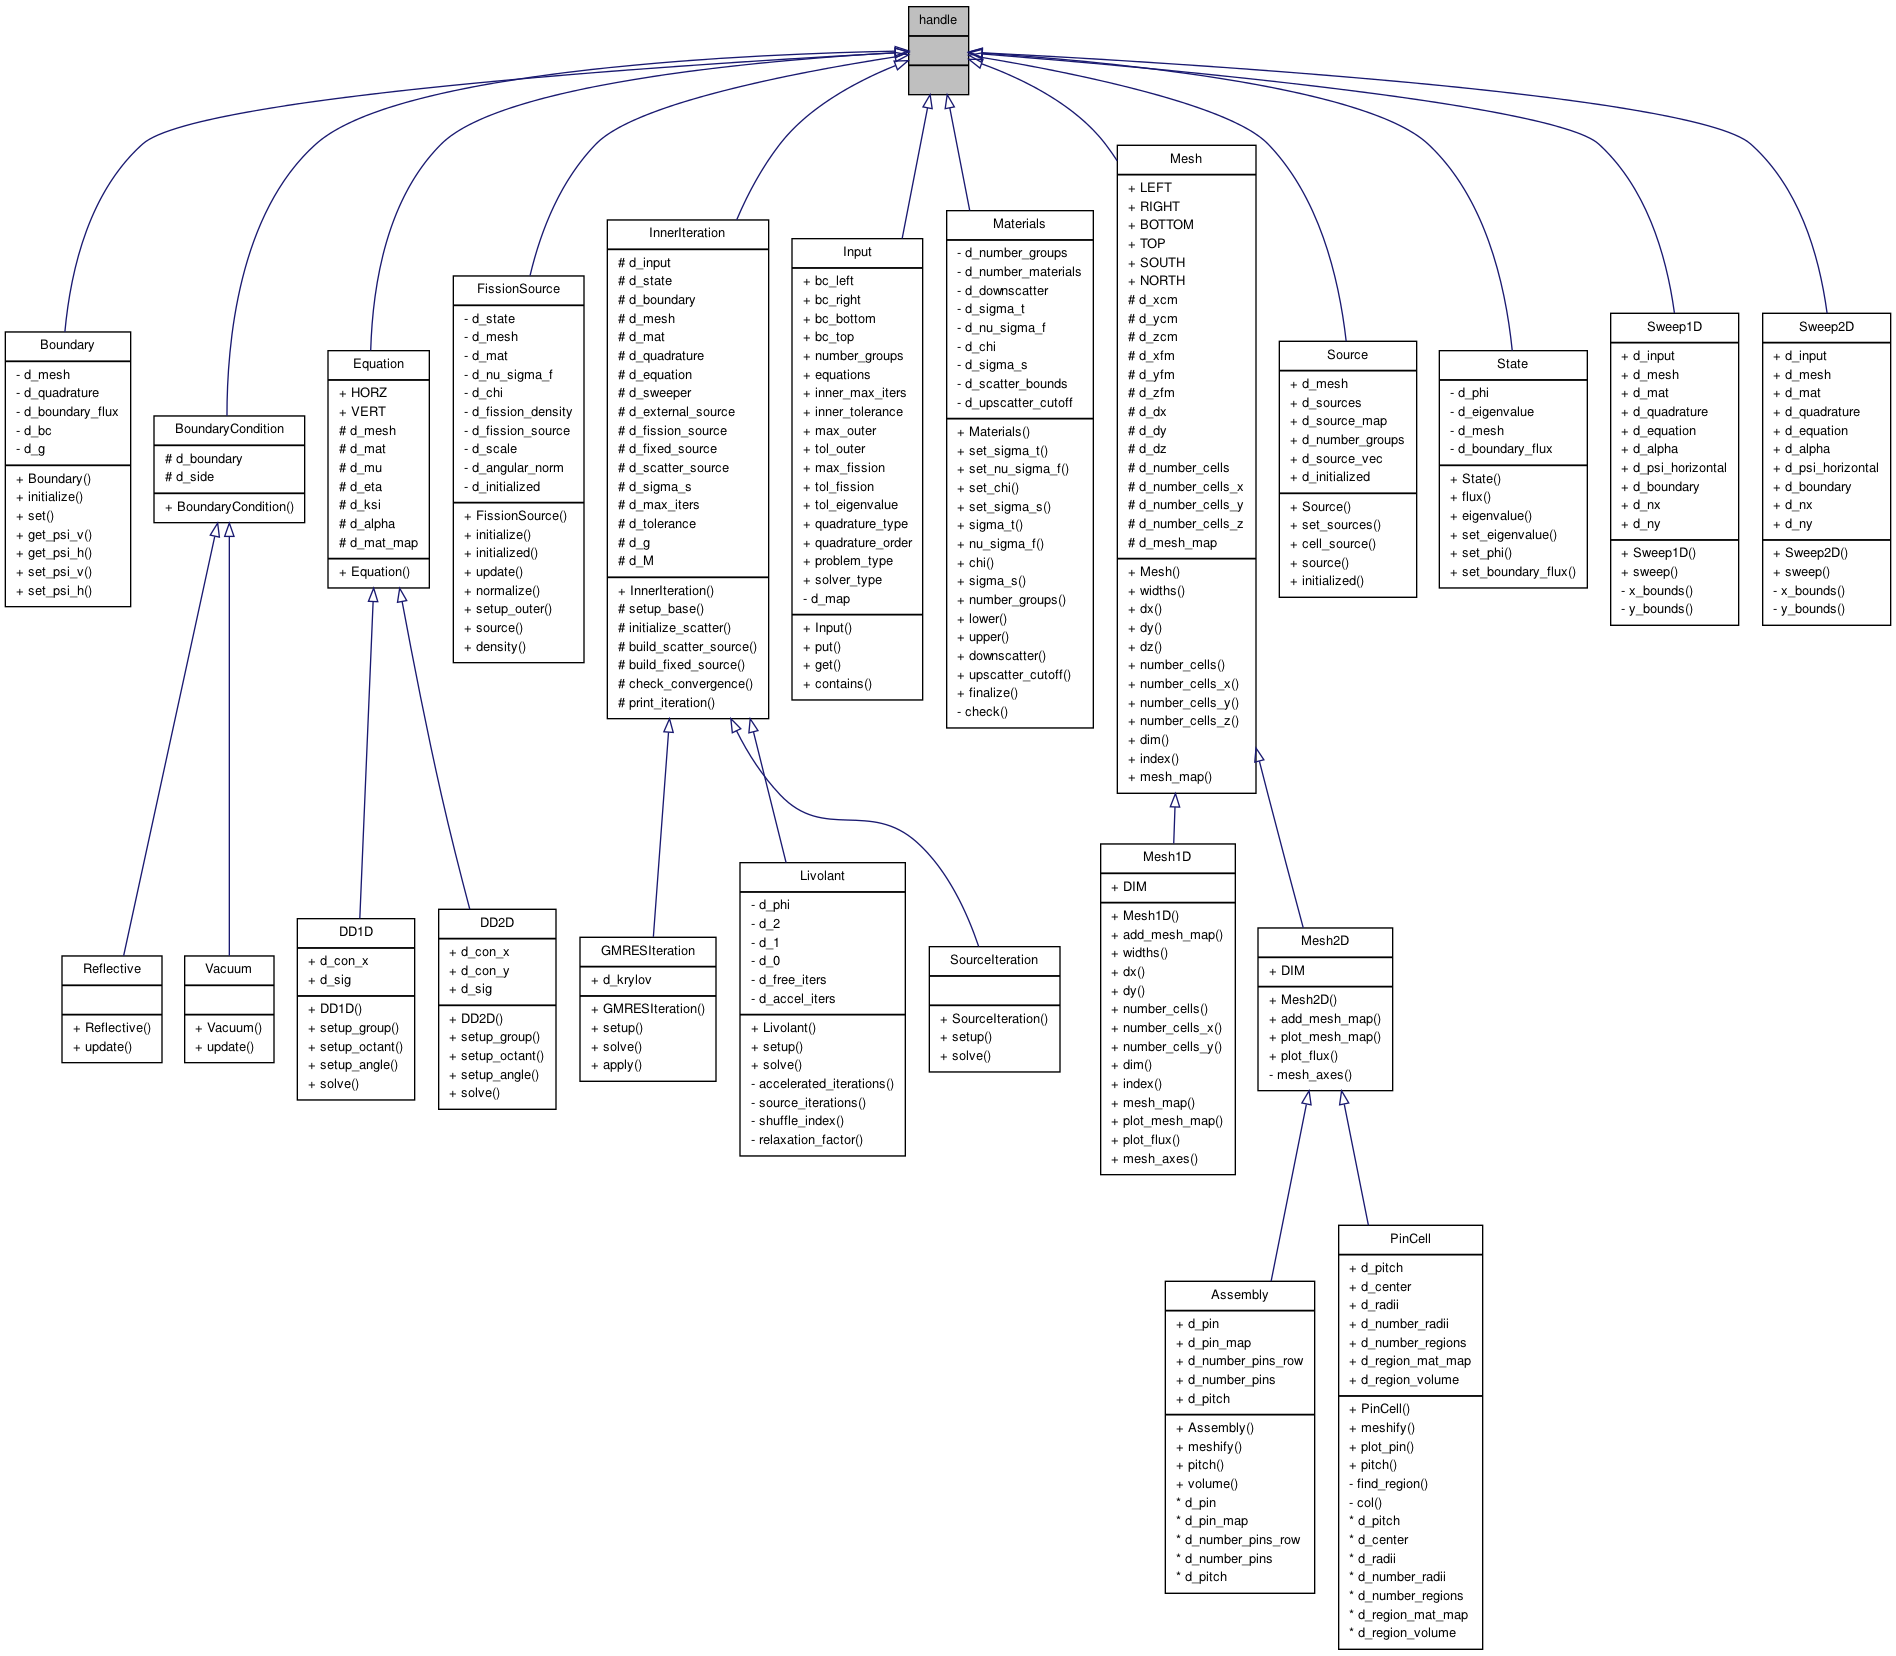 handle
Boundary
- d_mesh
- d_quadrature
- d_boundary_flux
- d_bc
- d_g
+ Boundary()
+ initialize()
+ set()
+ get_psi_v()
+ get_psi_h()
+ set_psi_v()
+ set_psi_h()
BoundaryCondition
# d_boundary
# d_side
+ BoundaryCondition()
Equation
+ HORZ
+ VERT
# d_mesh
# d_mat
# d_mu
# d_eta
# d_ksi
# d_alpha
# d_mat_map
+ Equation()
FissionSource
- d_state
- d_mesh
- d_mat
- d_nu_sigma_f
- d_chi
- d_fission_density
- d_fission_source
- d_scale
- d_angular_norm
- d_initialized
+ FissionSource()
+ initialize()
+ initialized()
+ update()
+ normalize()
+ setup_outer()
+ source()
+ density()
InnerIteration
# d_input
# d_state
# d_boundary
# d_mesh
# d_mat
# d_quadrature
# d_equation
# d_sweeper
# d_external_source
# d_fission_source
# d_fixed_source
# d_scatter_source
# d_sigma_s
# d_max_iters
# d_tolerance
# d_g
# d_M
+ InnerIteration()
# setup_base()
# initialize_scatter()
# build_scatter_source()
# build_fixed_source()
# check_convergence()
# print_iteration()
Input
+ bc_left
+ bc_right
+ bc_bottom
+ bc_top
+ number_groups
+ equations
+ inner_max_iters
+ inner_tolerance
+ max_outer
+ tol_outer
+ max_fission
+ tol_fission
+ tol_eigenvalue
+ quadrature_type
+ quadrature_order
+ problem_type
+ solver_type
- d_map
+ Input()
+ put()
+ get()
+ contains()
Materials
- d_number_groups
- d_number_materials
- d_downscatter
- d_sigma_t
- d_nu_sigma_f
- d_chi
- d_sigma_s
- d_scatter_bounds
- d_upscatter_cutoff
+ Materials()
+ set_sigma_t()
+ set_nu_sigma_f()
+ set_chi()
+ set_sigma_s()
+ sigma_t()
+ nu_sigma_f()
+ chi()
+ sigma_s()
+ number_groups()
+ lower()
+ upper()
+ downscatter()
+ upscatter_cutoff()
+ finalize()
- check()
Mesh
+ LEFT
+ RIGHT
+ BOTTOM
+ TOP
+ SOUTH
+ NORTH
# d_xcm
# d_ycm
# d_zcm
# d_xfm
# d_yfm
# d_zfm
# d_dx
# d_dy
# d_dz
# d_number_cells
# d_number_cells_x
# d_number_cells_y
# d_number_cells_z
# d_mesh_map
+ Mesh()
+ widths()
+ dx()
+ dy()
+ dz()
+ number_cells()
+ number_cells_x()
+ number_cells_y()
+ number_cells_z()
+ dim()
+ index()
+ mesh_map()
Source
+ d_mesh
+ d_sources
+ d_source_map
+ d_number_groups
+ d_source_vec
+ d_initialized
+ Source()
+ set_sources()
+ cell_source()
+ source()
+ initialized()
State
- d_phi
- d_eigenvalue
- d_mesh
- d_boundary_flux
+ State()
+ flux()
+ eigenvalue()
+ set_eigenvalue()
+ set_phi()
+ set_boundary_flux()
Sweep1D
+ d_input
+ d_mesh
+ d_mat
+ d_quadrature
+ d_equation
+ d_alpha
+ d_psi_horizontal
+ d_boundary
+ d_nx
+ d_ny
+ Sweep1D()
+ sweep()
- x_bounds()
- y_bounds()
Sweep2D
+ d_input
+ d_mesh
+ d_mat
+ d_quadrature
+ d_equation
+ d_alpha
+ d_psi_horizontal
+ d_boundary
+ d_nx
+ d_ny
+ Sweep2D()
+ sweep()
- x_bounds()
- y_bounds()
Reflective
+ Reflective()
+ update()
Vacuum
+ Vacuum()
+ update()
DD1D
+ d_con_x
+ d_sig
+ DD1D()
+ setup_group()
+ setup_octant()
+ setup_angle()
+ solve()
DD2D
+ d_con_x
+ d_con_y
+ d_sig
+ DD2D()
+ setup_group()
+ setup_octant()
+ setup_angle()
+ solve()
GMRESIteration
+ d_krylov
+ GMRESIteration()
+ setup()
+ solve()
+ apply()
Livolant
- d_phi
- d_2
- d_1
- d_0
- d_free_iters
- d_accel_iters
+ Livolant()
+ setup()
+ solve()
- accelerated_iterations()
- source_iterations()
- shuffle_index()
- relaxation_factor()
SourceIteration
+ SourceIteration()
+ setup()
+ solve()
Mesh1D
+ DIM
+ Mesh1D()
+ add_mesh_map()
+ widths()
+ dx()
+ dy()
+ number_cells()
+ number_cells_x()
+ number_cells_y()
+ dim()
+ index()
+ mesh_map()
+ plot_mesh_map()
+ plot_flux()
+ mesh_axes()
Mesh2D
+ DIM
+ Mesh2D()
+ add_mesh_map()
+ plot_mesh_map()
+ plot_flux()
- mesh_axes()
Assembly
+ d_pin
+ d_pin_map
+ d_number_pins_row
+ d_number_pins
+ d_pitch
+ Assembly()
+ meshify()
+ pitch()
+ volume()
* d_pin
* d_pin_map
* d_number_pins_row
* d_number_pins
* d_pitch
PinCell
+ d_pitch
+ d_center
+ d_radii
+ d_number_radii
+ d_number_regions
+ d_region_mat_map
+ d_region_volume
+ PinCell()
+ meshify()
+ plot_pin()
+ pitch()
- find_region()
- col()
* d_pitch
* d_center
* d_radii
* d_number_radii
* d_number_regions
* d_region_mat_map
* d_region_volume